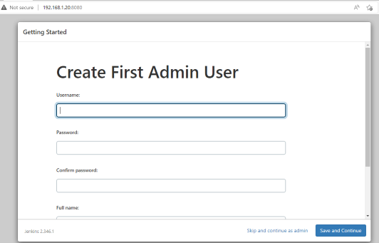 Not secure | 192.168.1.20:8080
Getting Started
Create First Admin User
Username:
Password:
Confirm password:
Full name:
Jenkins 2.346.1
Skip and continue as admin
Save and Continue